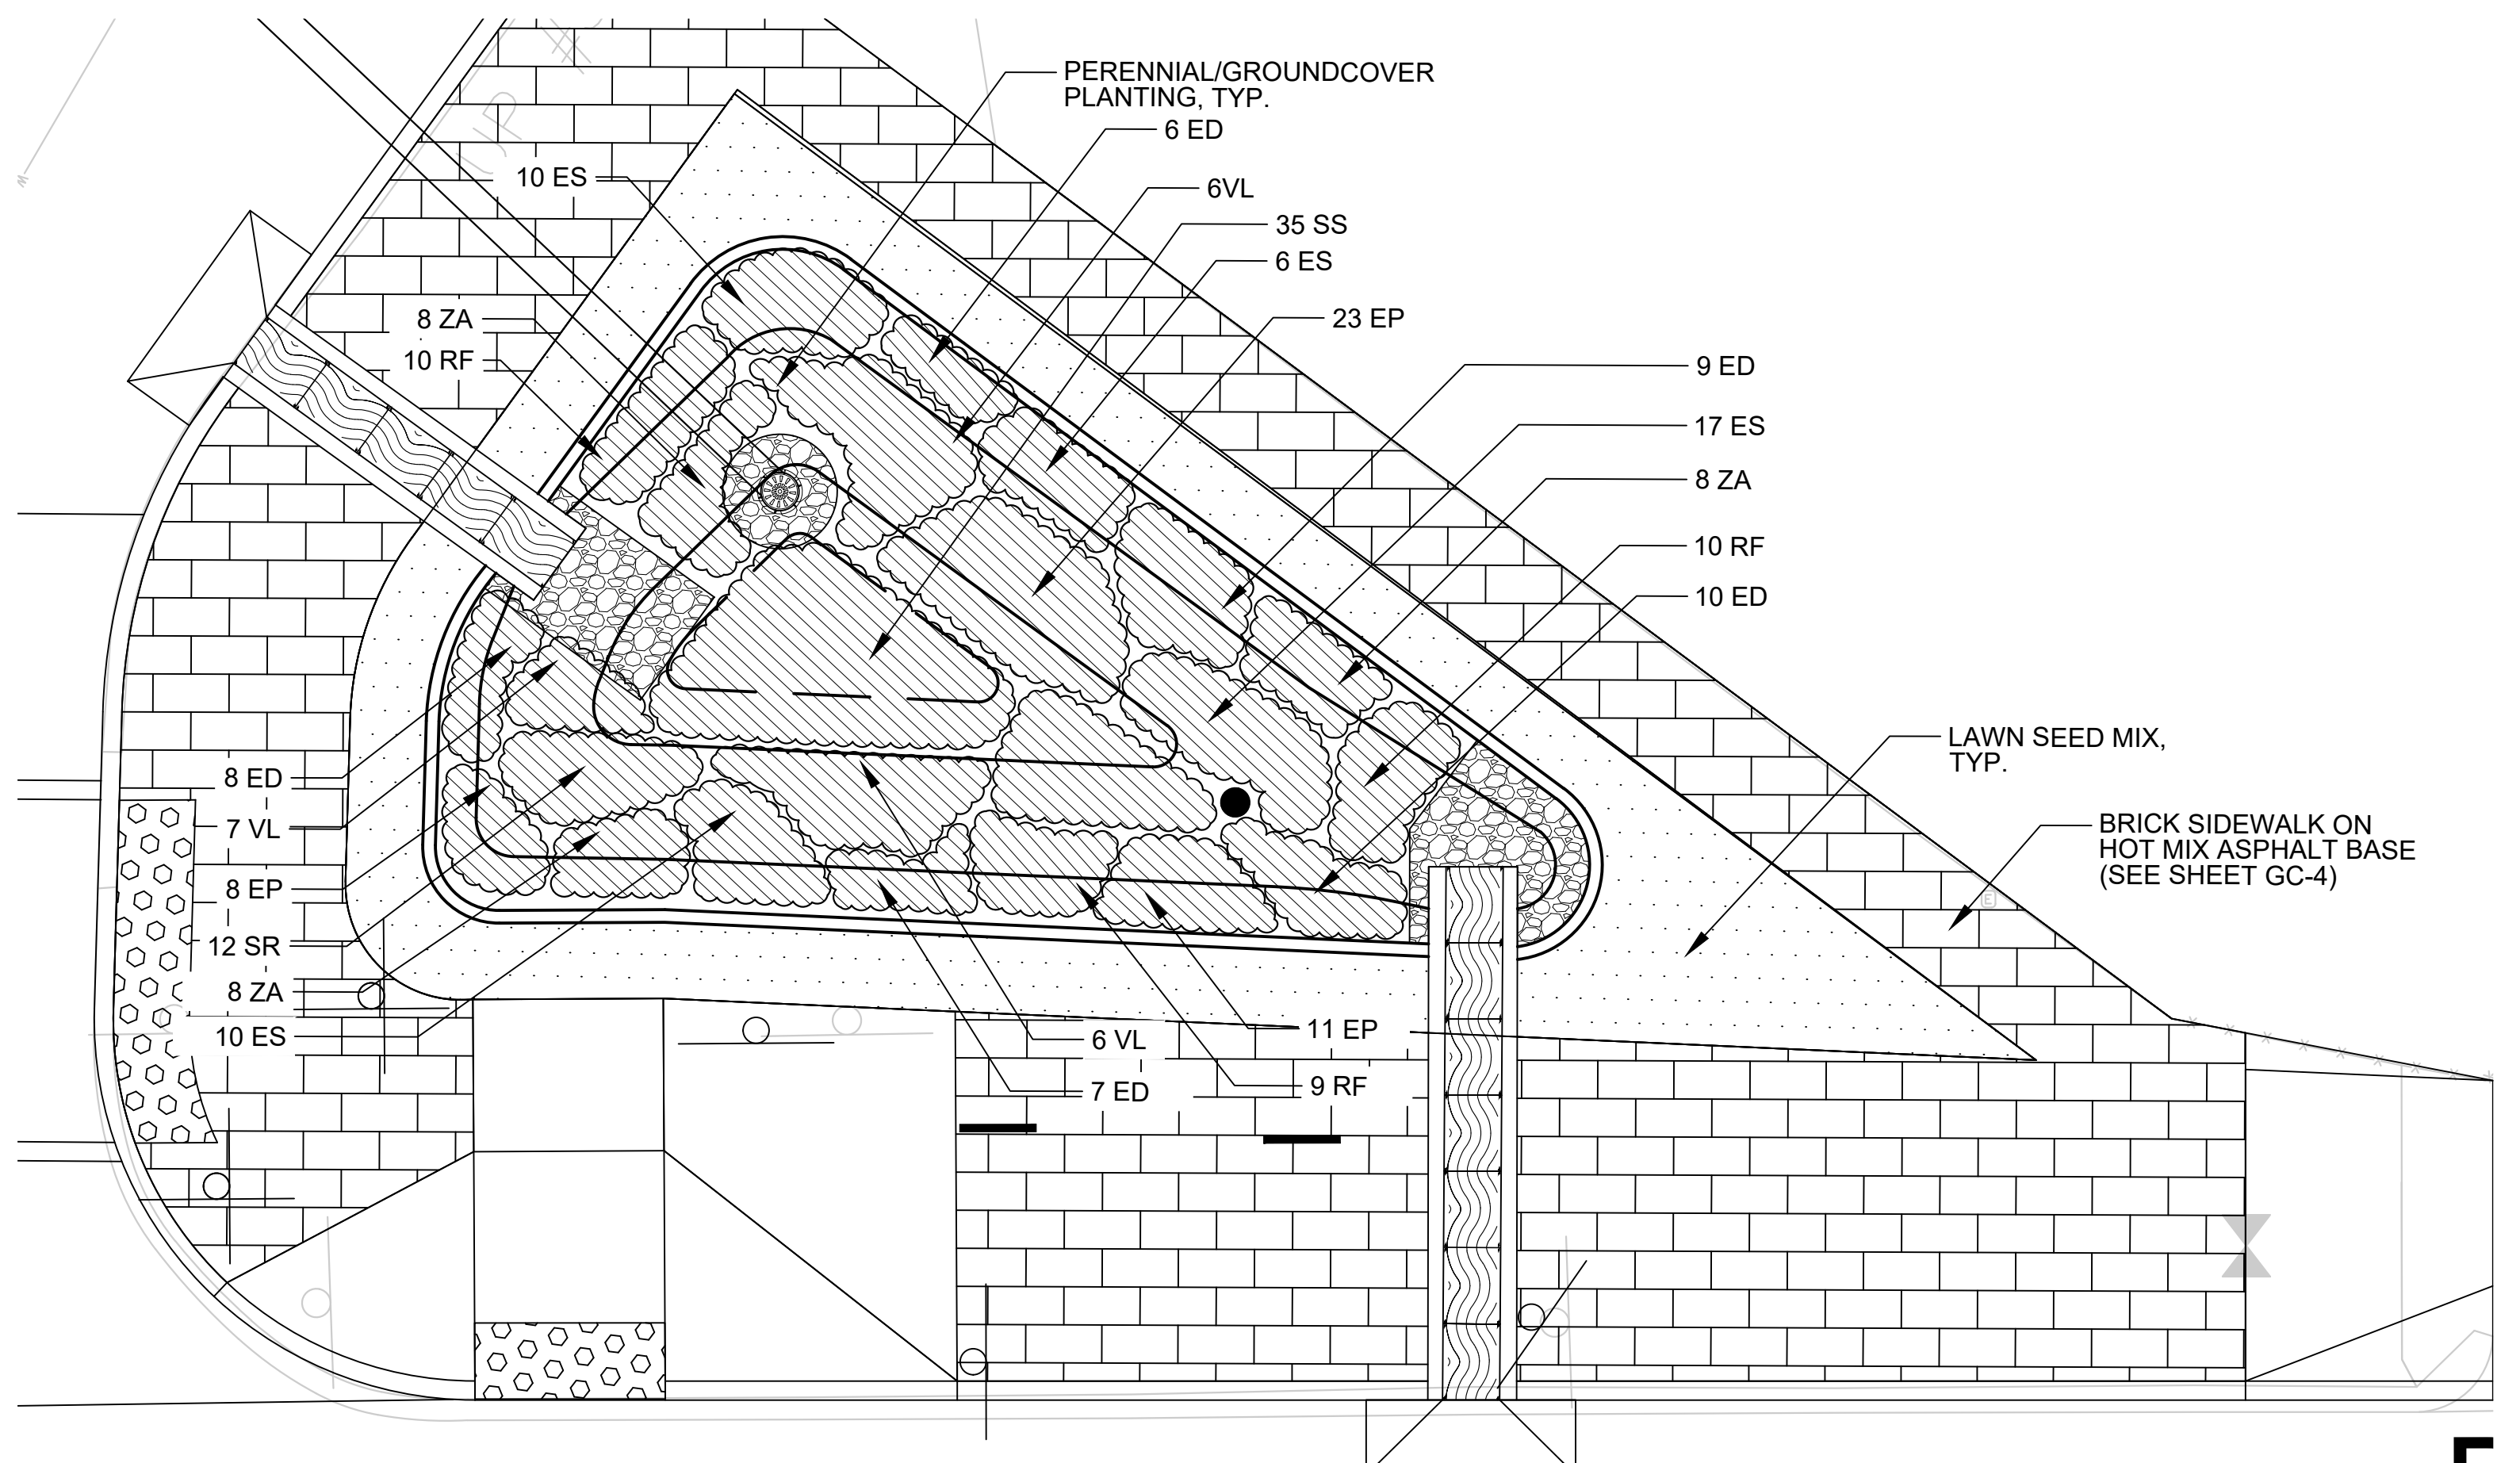 PERENNIAL/GROUNDCOVER
PLANTING, TYP.
6 ED
10 ES
6VL
35 SS
6 ES
8 ZA
23 EP
10 RF
9 ED
17 ES
8 ZA
10 RF
10 ED
LAWN SEED MIX,
TYP.
8 ED
BRICK SIDEWALK ON
HOT MIX ASPHALT BASE
(SEE SHEET GC-4)
7 VL
8 EP
E
12 SR
8 ZA
11 EP
10 ES
6 VL
9 RF
7 ED